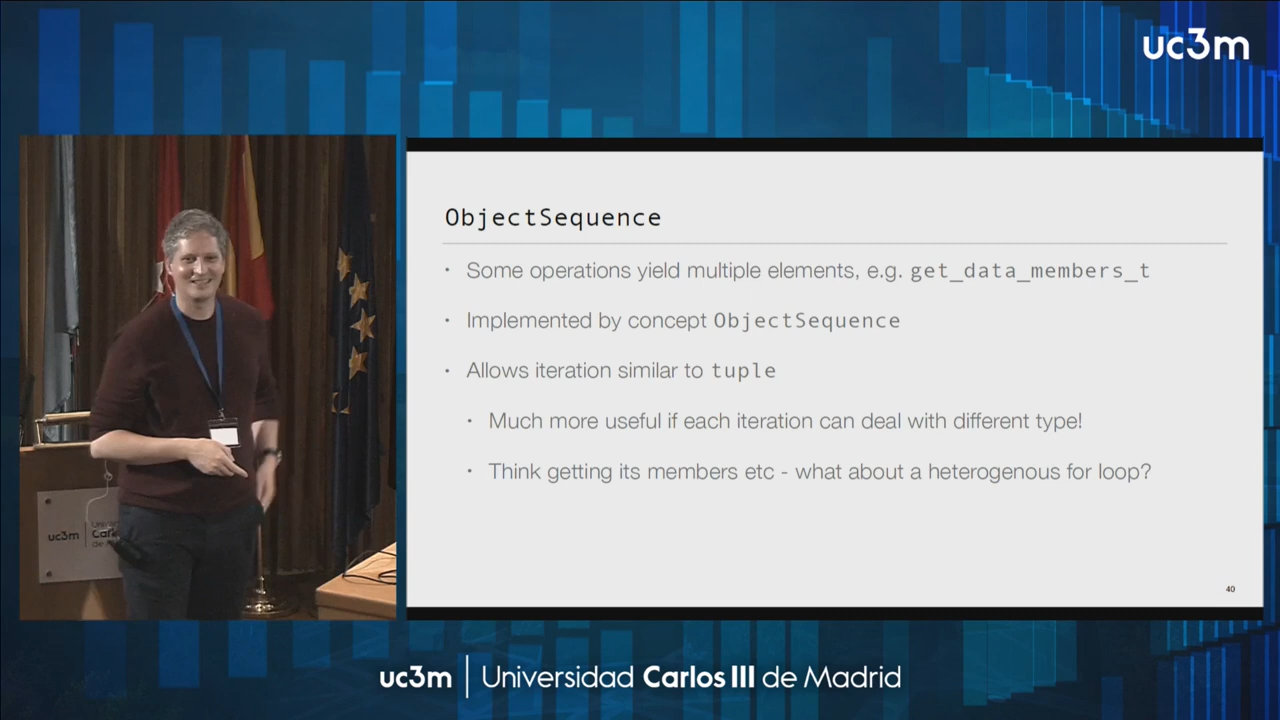 uc3m
ObjectSequence
• Some operations yield multiple elements, e.g. get_data_members_t
• Implemented by concept ObjectSequence
• Allows iteration similar to tuple
• Much more useful if each iteration can deal with different type!
• Think getting its members etc - what about a heterogenous for loop?
40
uc3m
uc3m | Universidad Carlos III de Madrid